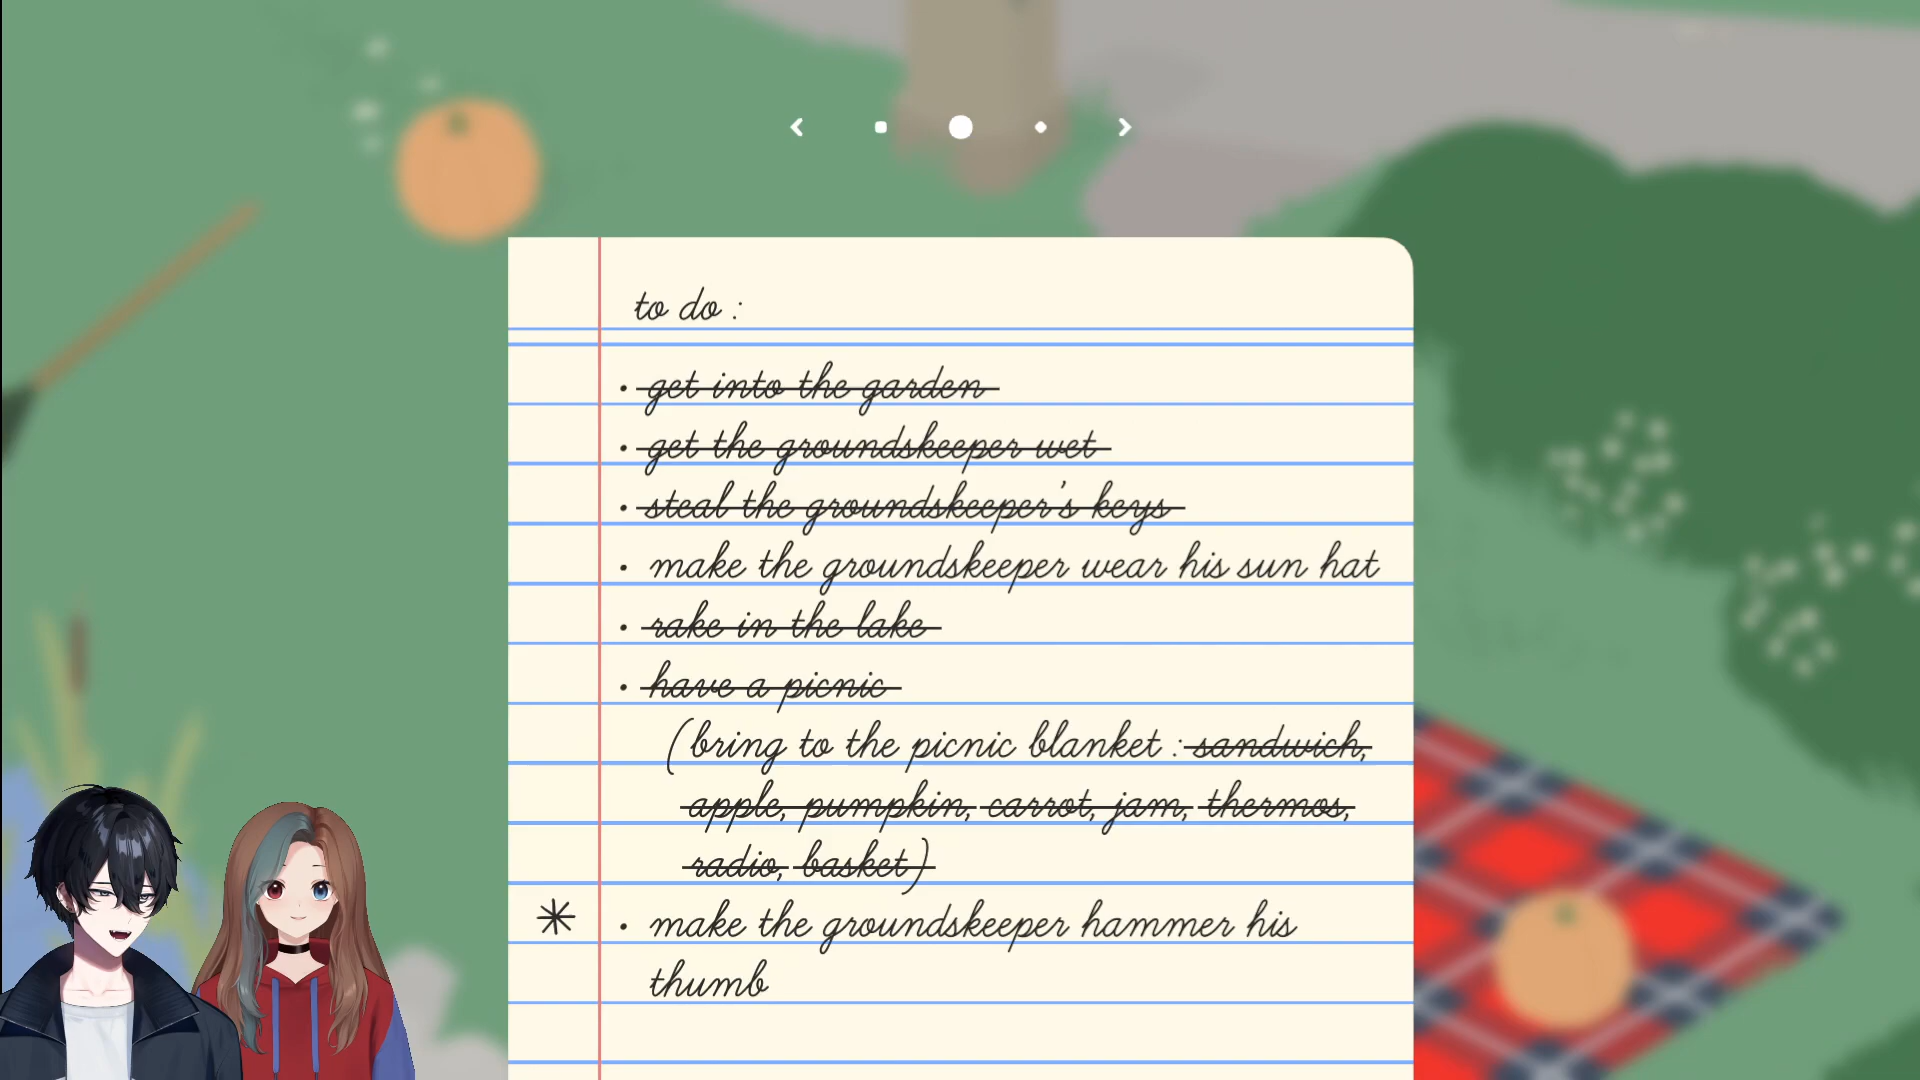 to do :
• get into the garden
• get the groundskeeper wet
• steal the groundskeeper's keys
• make the groundskeeper wear his sun hat
• rake in the lake
• have a picnic
(bring to the picnic blanket : sandwich,
apple, pumpkin, carrot, jam, thermos,
radio, basket)
• make the groundskeeper hammer his
thumb